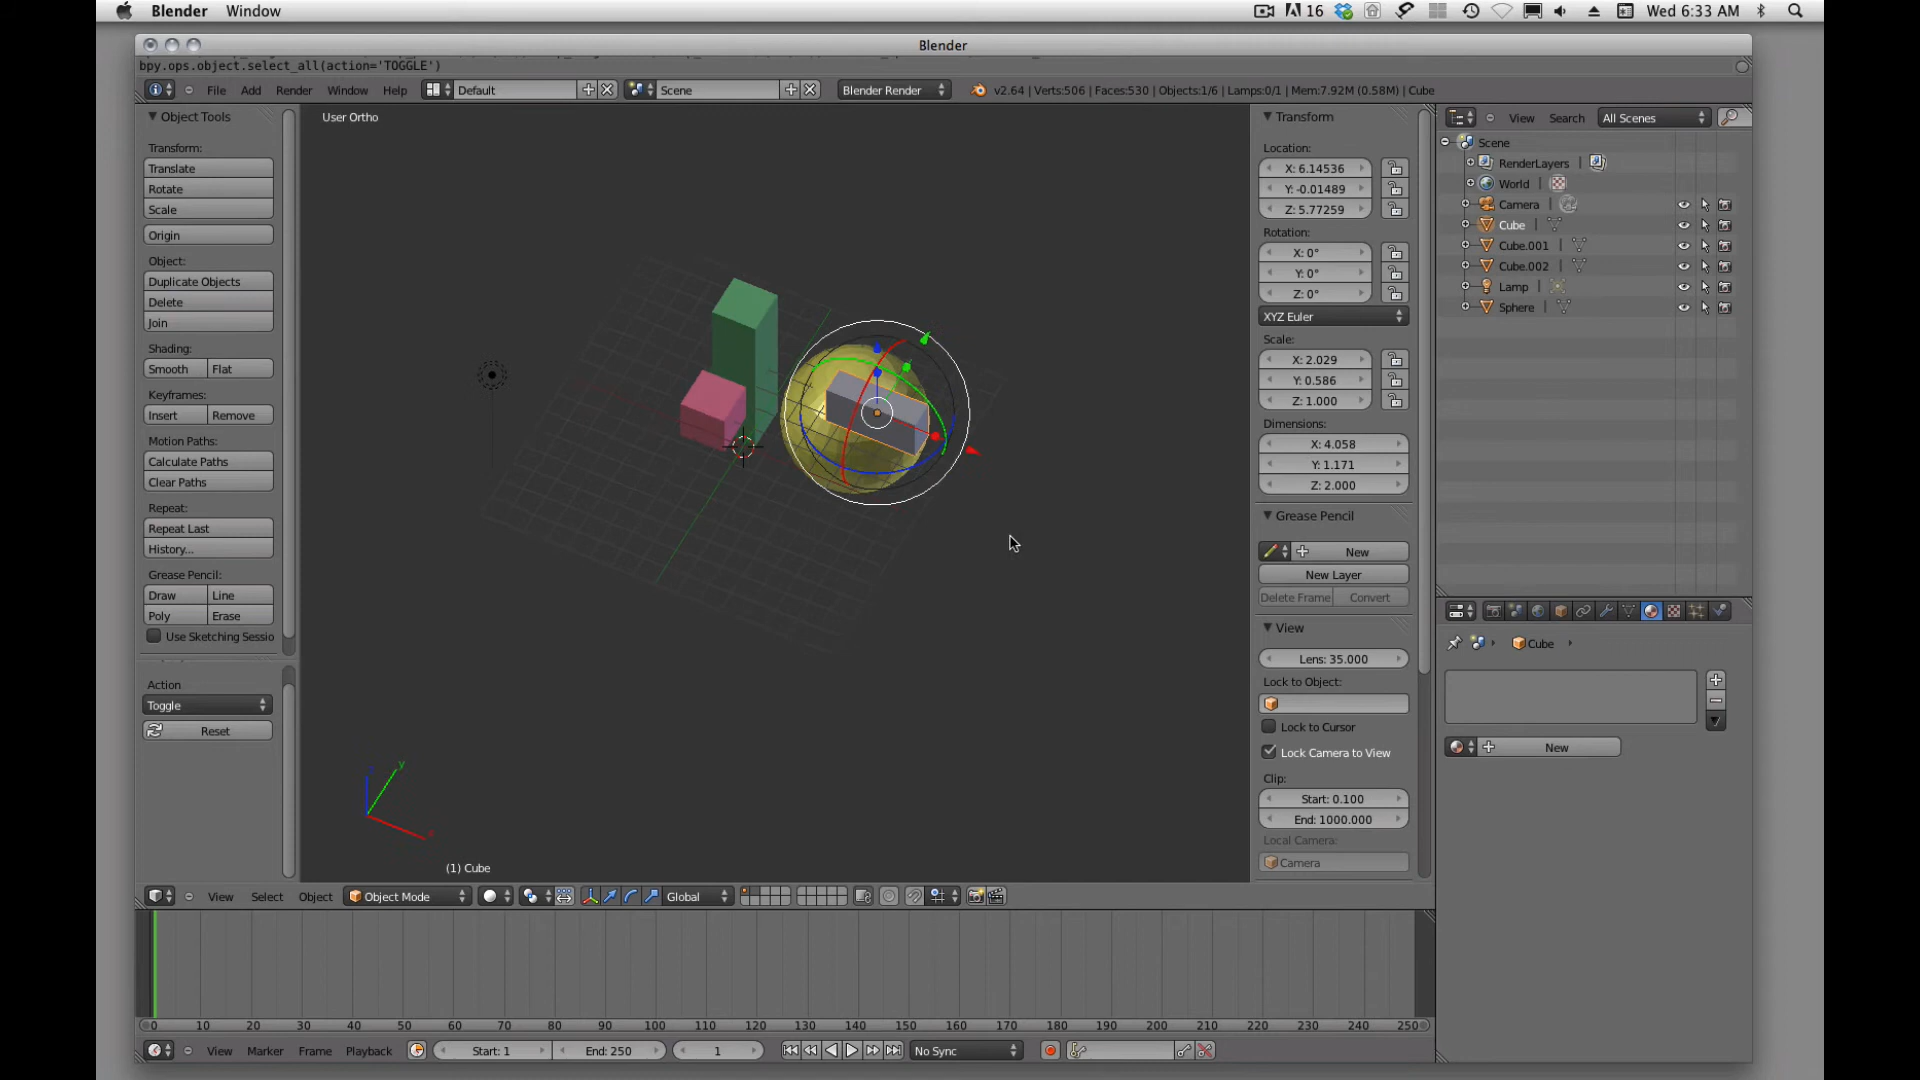 Blender Window
16 Wed 6:33 AM
Blender
bpy.ops.object.select_all(action='TOGGLE')
File Add Render Window Help Default Scene Blender Render v2.64 | Verts:506 | Faces:530 | Objects:1/6 | Lamps:0/1 | Mem:7.92M (0.58M) | Cube
Object Tools
Transform:
Translate
Rotate
Scale
Origin
Object:
Duplicate Objects
Delete
Join
Shading:
Smooth Flat
Keyframes:
Insert Remove
Motion Paths:
Calculate Paths
Clear Paths
Repeat:
Repeat Last
History...
Grease Pencil:
Draw Line
Poly Erase
Use Sketching Sessio
Action
Toggle
Reset
User Ortho
z
y
x
(1) Cube
Transform
Location:
X: 6.14536
Y: -0.01489
Z: 5.77259
Rotation:
X: 0°
Y: 0°
Z: 0°
XYZ Euler
Scale:
X: 2.029
Y: 0.586
Z: 1.000
Dimensions:
X: 4.058
Y: 1.171
Z: 2.000
Grease Pencil
New
New Layer
Delete Frame Convert
View
Lens: 35.000
Lock to Object:
Lock to Cursor
Lock Camera to View
Clip:
Start: 0.100
End: 1000.000
Local Camera:
Camera
View Search All Scenes
Scene
RenderLayers
World
Camera
Cube
Cube.001
Cube.002
Lamp
Sphere
Cube
New
View Select Object Object Mode Global
0 10 20 30 40 50 60 70 80 90 100 110 120 130 140 150 160 170 180 190 200 210 220 230 240 250
View Marker Frame Playback Start: 1 End: 250 1 No Sync